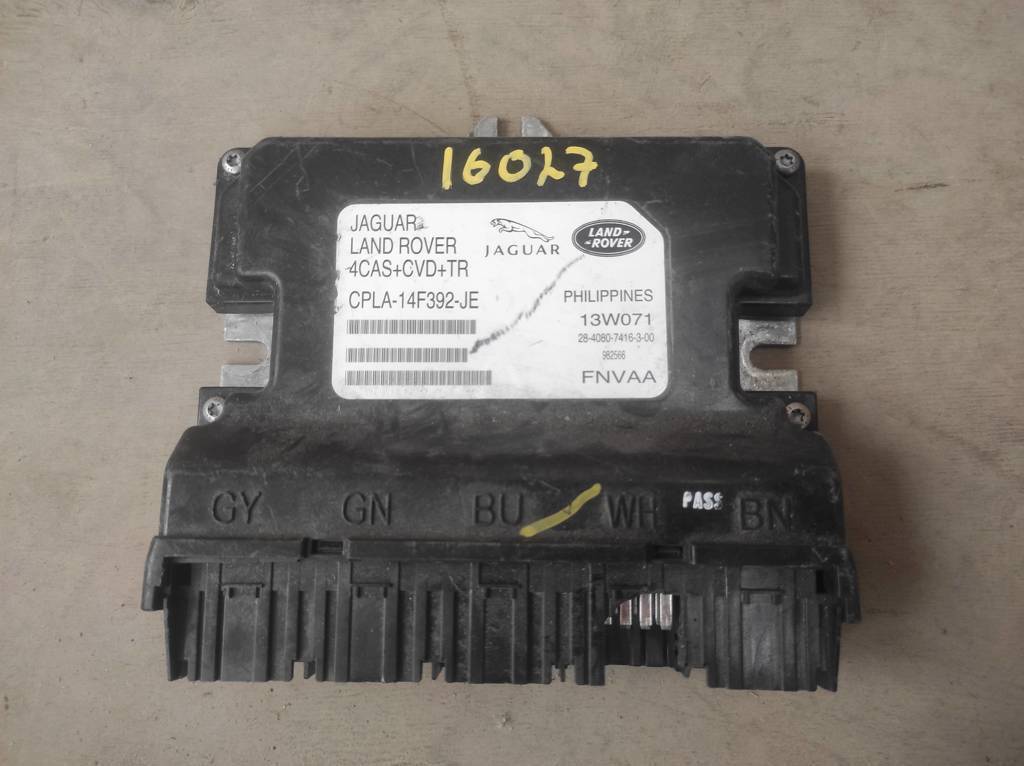 16027
JAGUAR
LAND ROVER
4CAS+CVD+TR
CPLA-14F392-JE
JAGUAR
LAND-
-ROVER
PHILIPPINES
13W071
28-4080-7416-3-00
982566
FNVAA
GY GN BU WH PASS BN